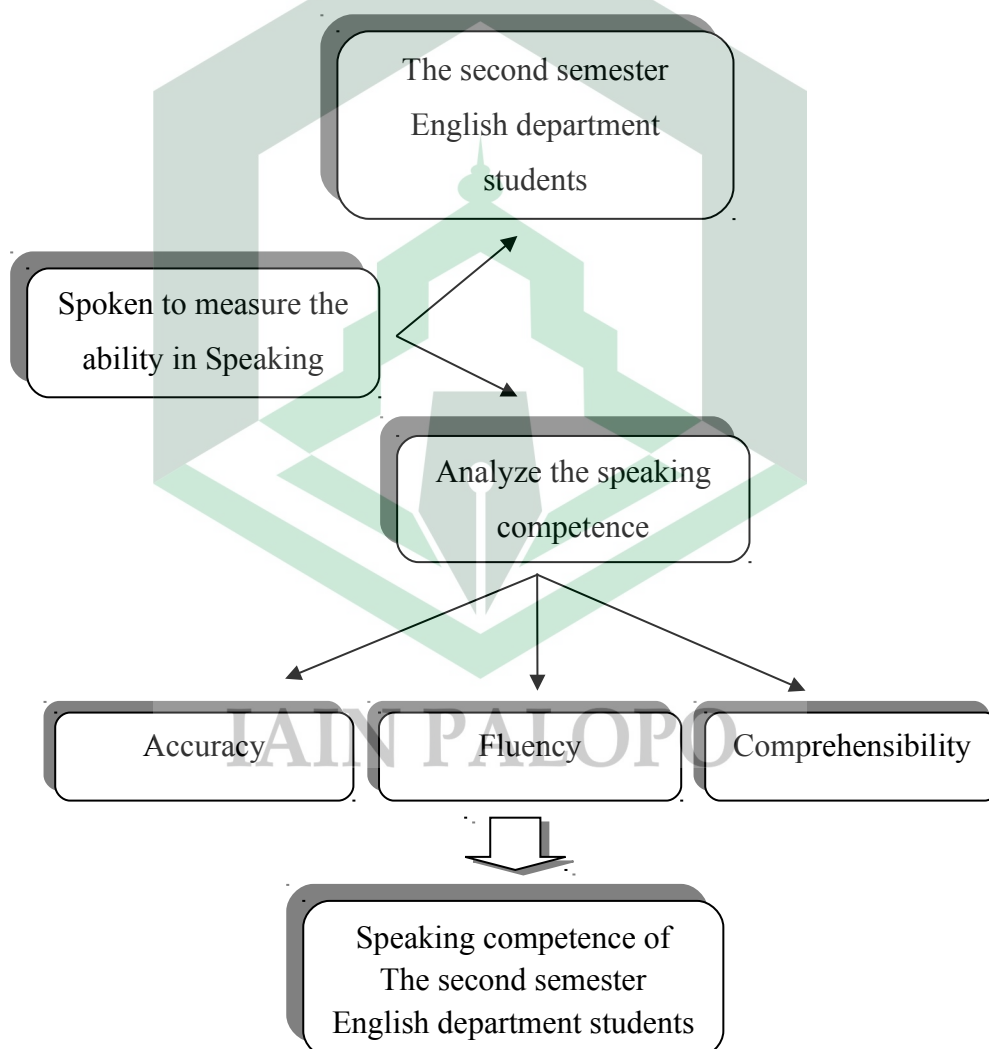 The second semester
English department
students
Spoken to measure the
ability in Speaking
Analyze the speaking
competence
Accuracy
Fluency
Comprehensibility
IAIN PALOPO
Speaking competence of
The second semester
English department students